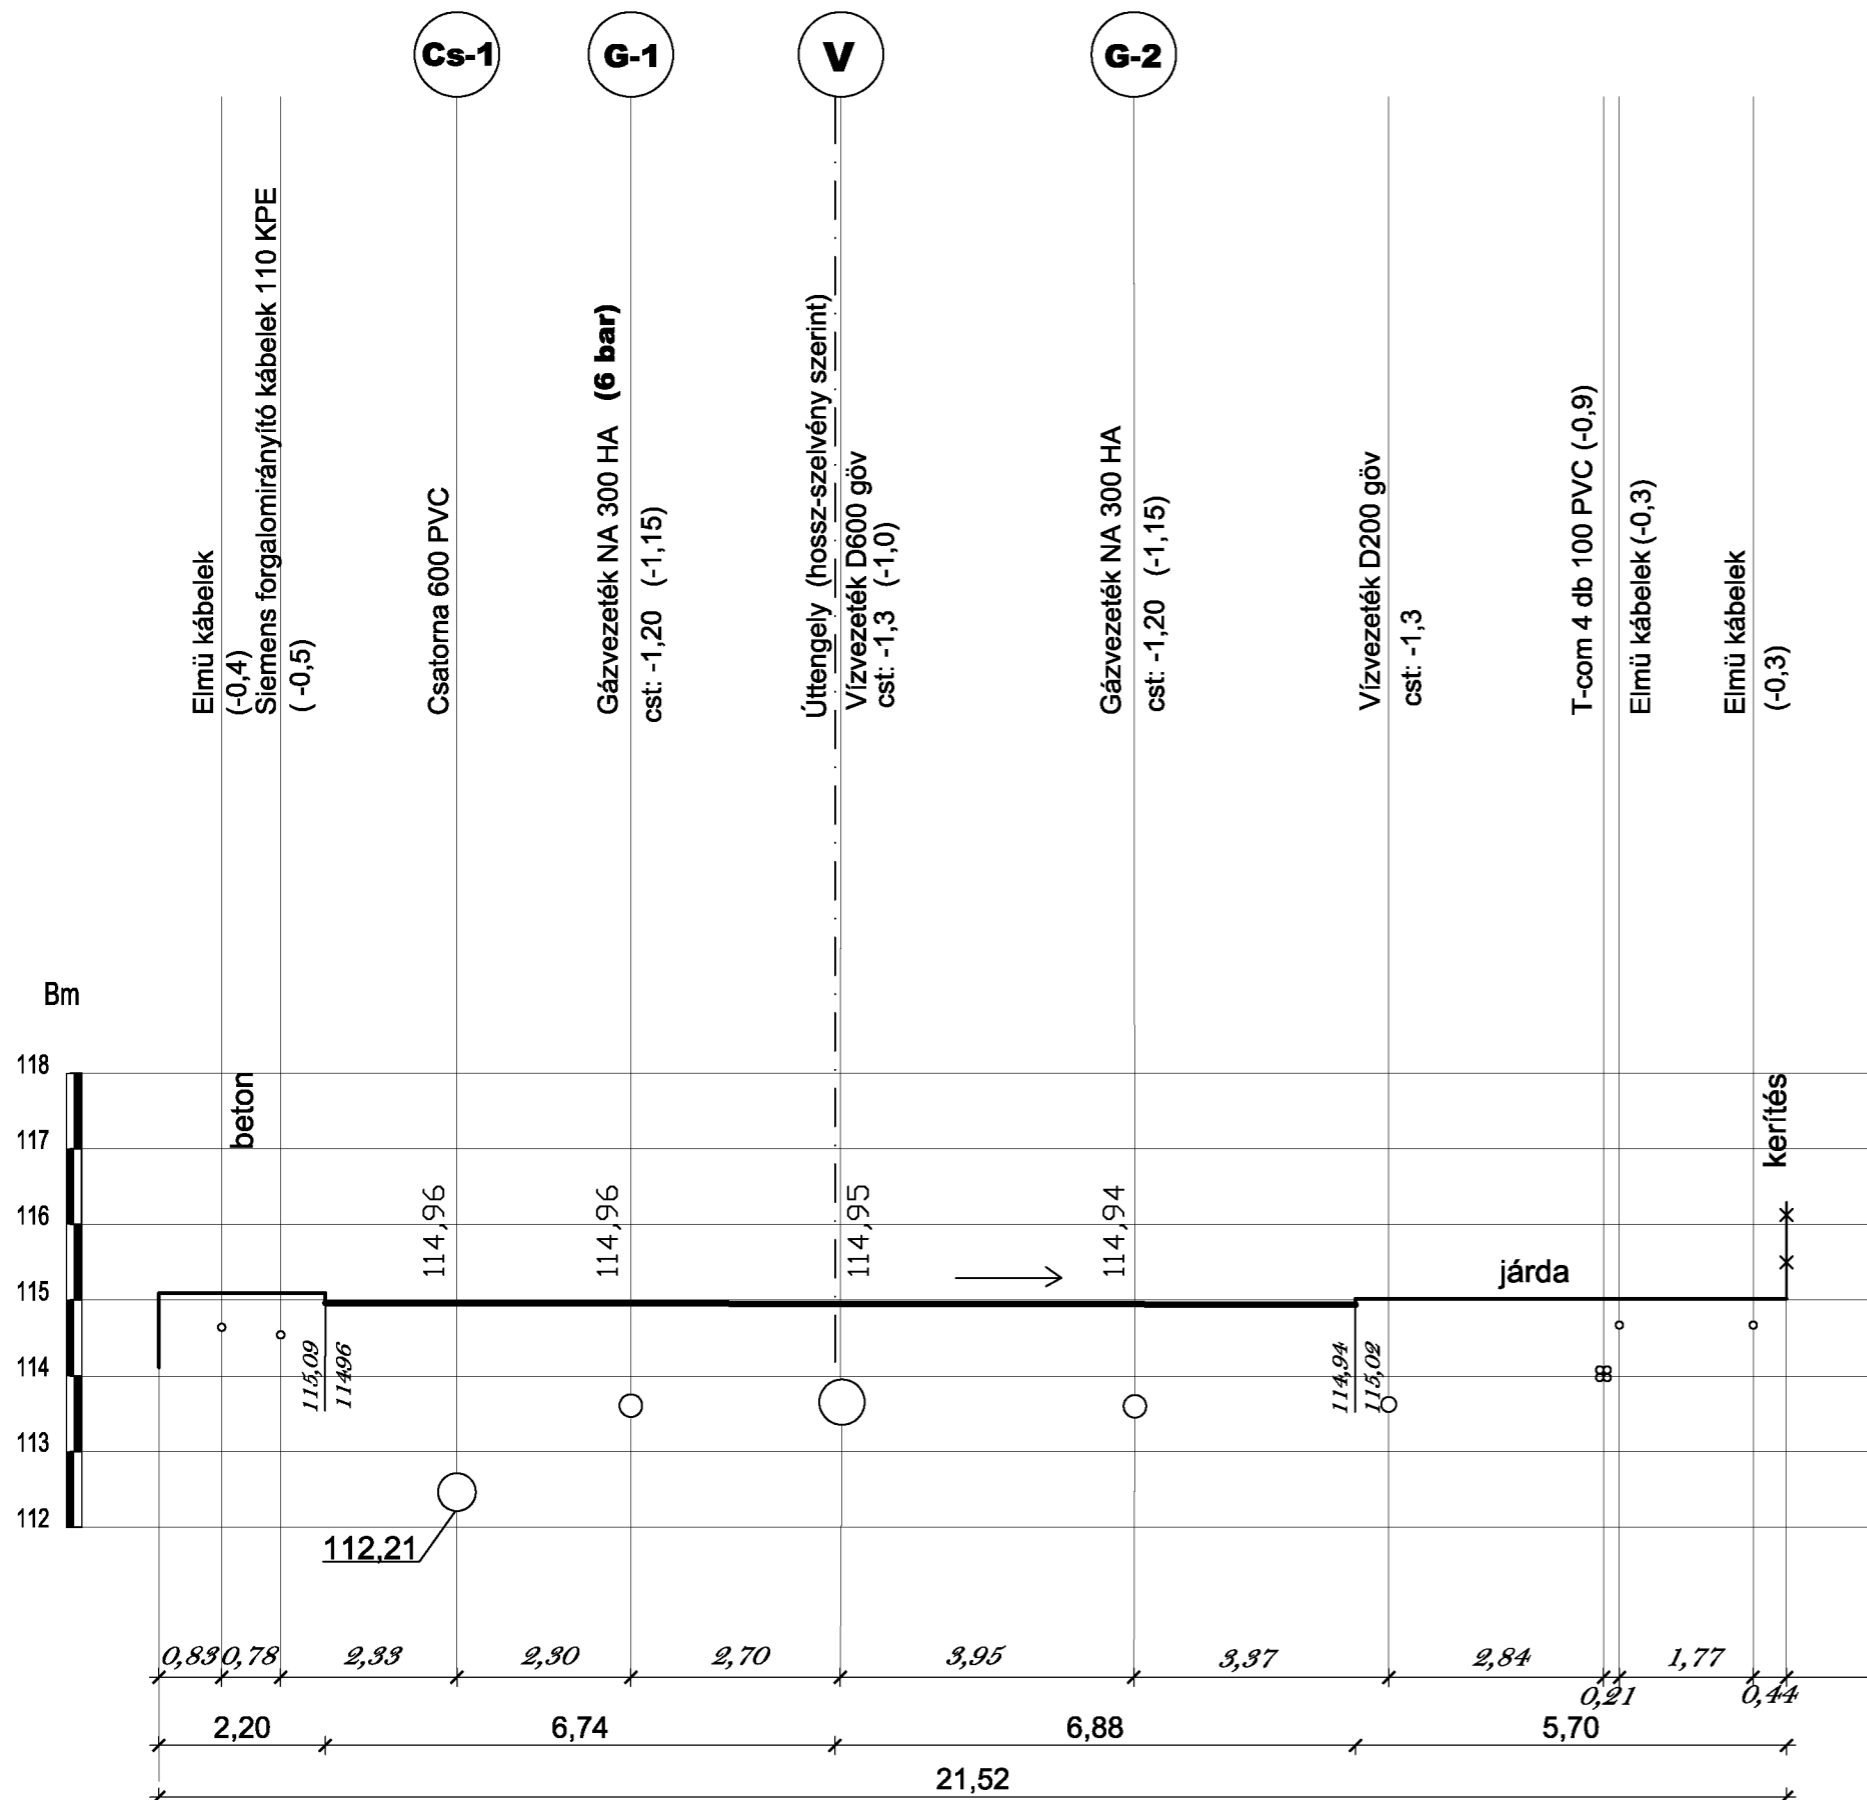 Cs-1
G-1
V
G-2
Elmü kábelek
(-0,4)
Siemens forgalomirányító kábelek 110 KPE
( -0,5)
Csatorna 600 PVC
Gázvezeték NA 300 HA (6 bar)
cst: -1,20 (-1,15)
Úttengely (hossz-szelvény szerint)
Vízvezeték D600 göv
cst: -1,3 (-1,0)
Gázvezeték NA 300 HA
cst: -1,20 (-1,15)
Vízvezeték D200 göv
cst: -1,3
T-com 4 db 100 PVC (-0,9)
Elmü kábelek (-0,3)
Elmü kábelek
(-0,3)
Bm
118
117
116
115
114
113
112
beton
kerítés
114,96
114,96
114,95
114,94
járda
115,09
114,96
114,94
115,02
112,21
0,83
0,78
2,33
2,30
2,70
3,95
3,37
2,84
0,21
1,77
0,44
2,20
6,74
6,88
5,70
21,52